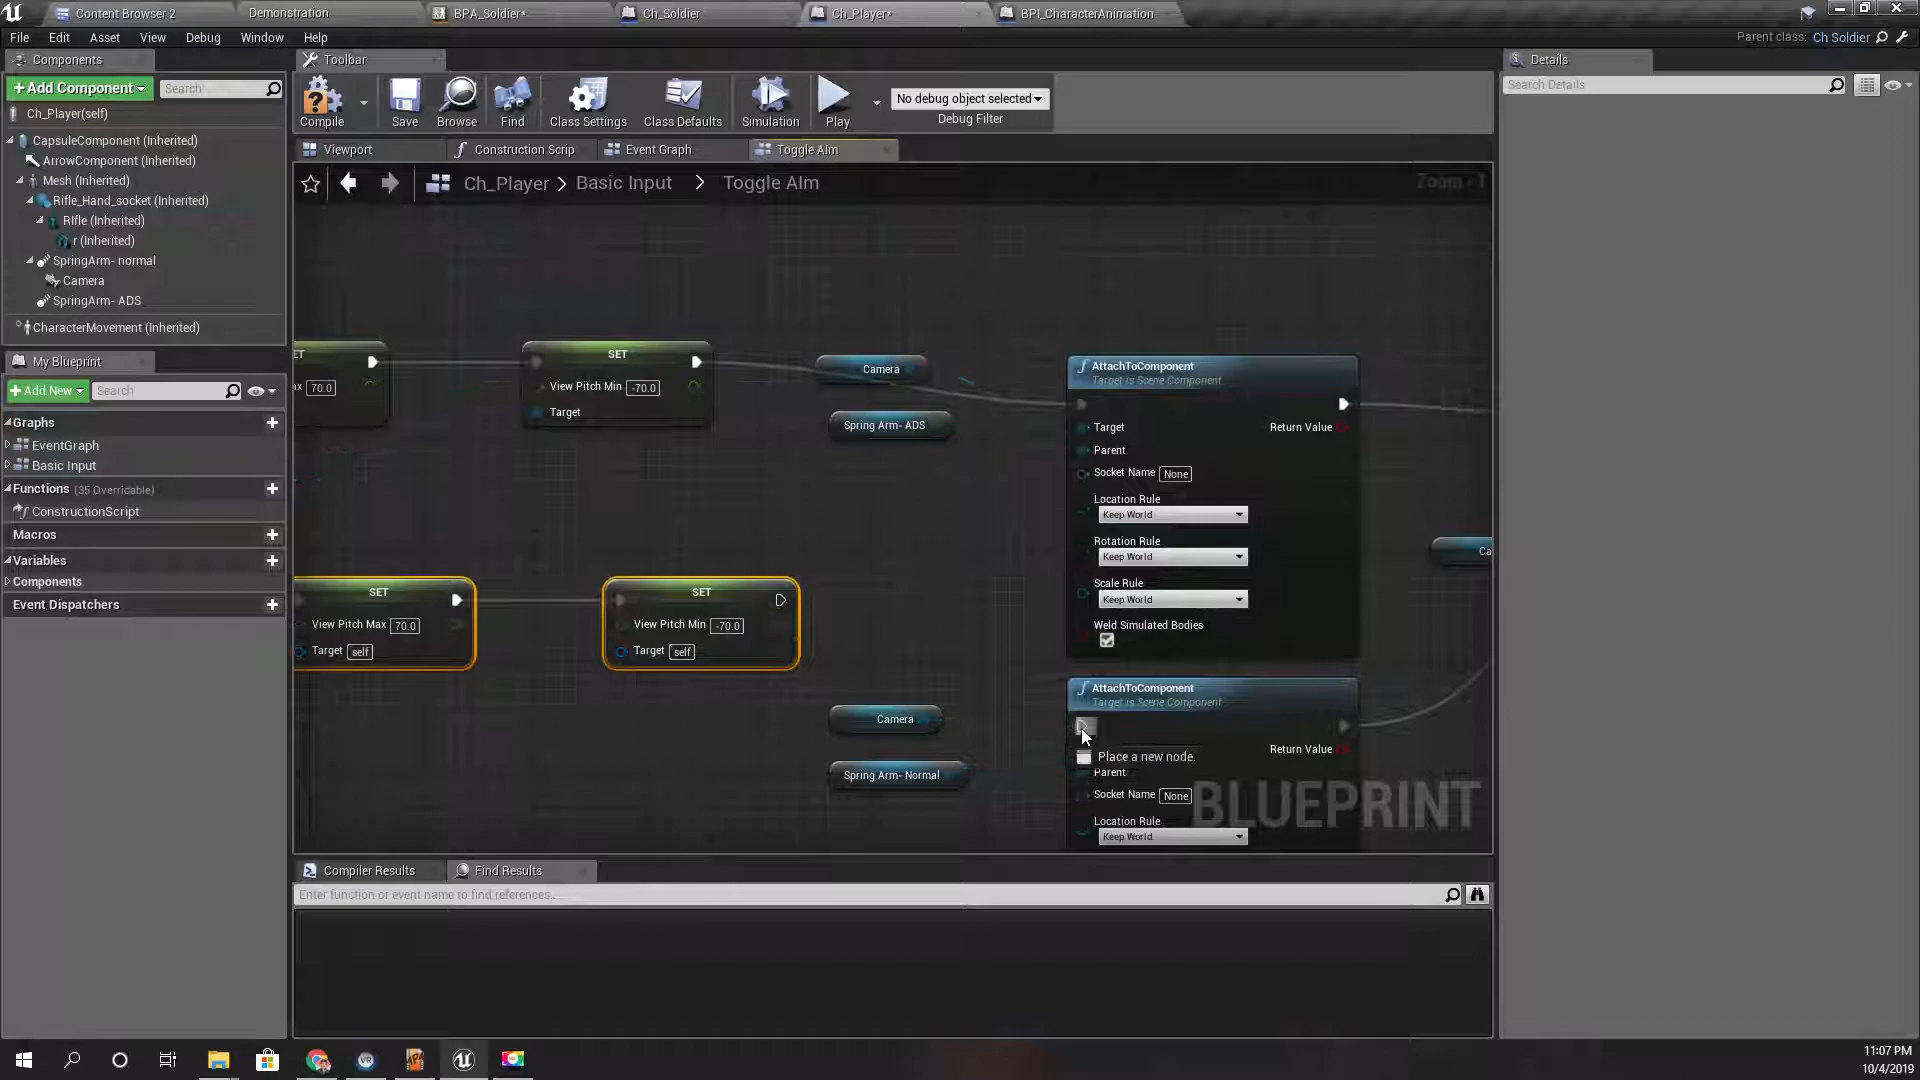 Content Browser 2
Demonstration
BPA_Soldier*
Ch_Soldier
Ch_Player*
BPI_CharacterAnimation
File Edit Asset View Debug Window Help
Parent class: Ch Soldier
Components
+Add Component
Search
Ch_Player(self)
CapsuleComponent (Inherited)
ArrowComponent (Inherited)
Mesh (Inherited)
Rifle_Hand_socket (Inherited)
RIfle (Inherited)
r (Inherited)
SpringArm- normal
Camera
SpringArm- ADS
CharacterMovement (Inherited)
My Blueprint
+Add New
Search
Graphs
EventGraph
Basic Input
Functions (35 Overridable)
ConstructionScript
Macros
Variables
Components
Event Dispatchers
Toolbar
Compile
Save
Browse
Find
Class Settings
Class Defaults
Simulation
Play
No debug object selected
Debug Filter
Viewport
Construction Scrip
Event Graph
Toggle Aim
Ch_Player > Basic Input > Toggle AIm
Zoom -1
ET
ax 70.0
SET
View Pitch Min -70.0
Target
Camera
Spring Arm- ADS
AttachToComponent
Target is Scene Component
Target
Return Value
Parent
Socket Name None
Location Rule
Keep World
Rotation Rule
Keep World
Scale Rule
Keep World
Weld Simulated Bodies
Ca
SET
View Pitch Max 70.0
Target self
SET
View Pitch Min -70.0
Target self
Camera
Spring Arm- Normal
AttachToComponent
Target is Scene Component
Place a new node.
Return Value
Parent
Socket Name None
Location Rule
Keep World
BLUEPRINT
Compiler Results
Find Results
Enter function or event name to find references...
Details
Search Details
11:07 PM
10/4/2019